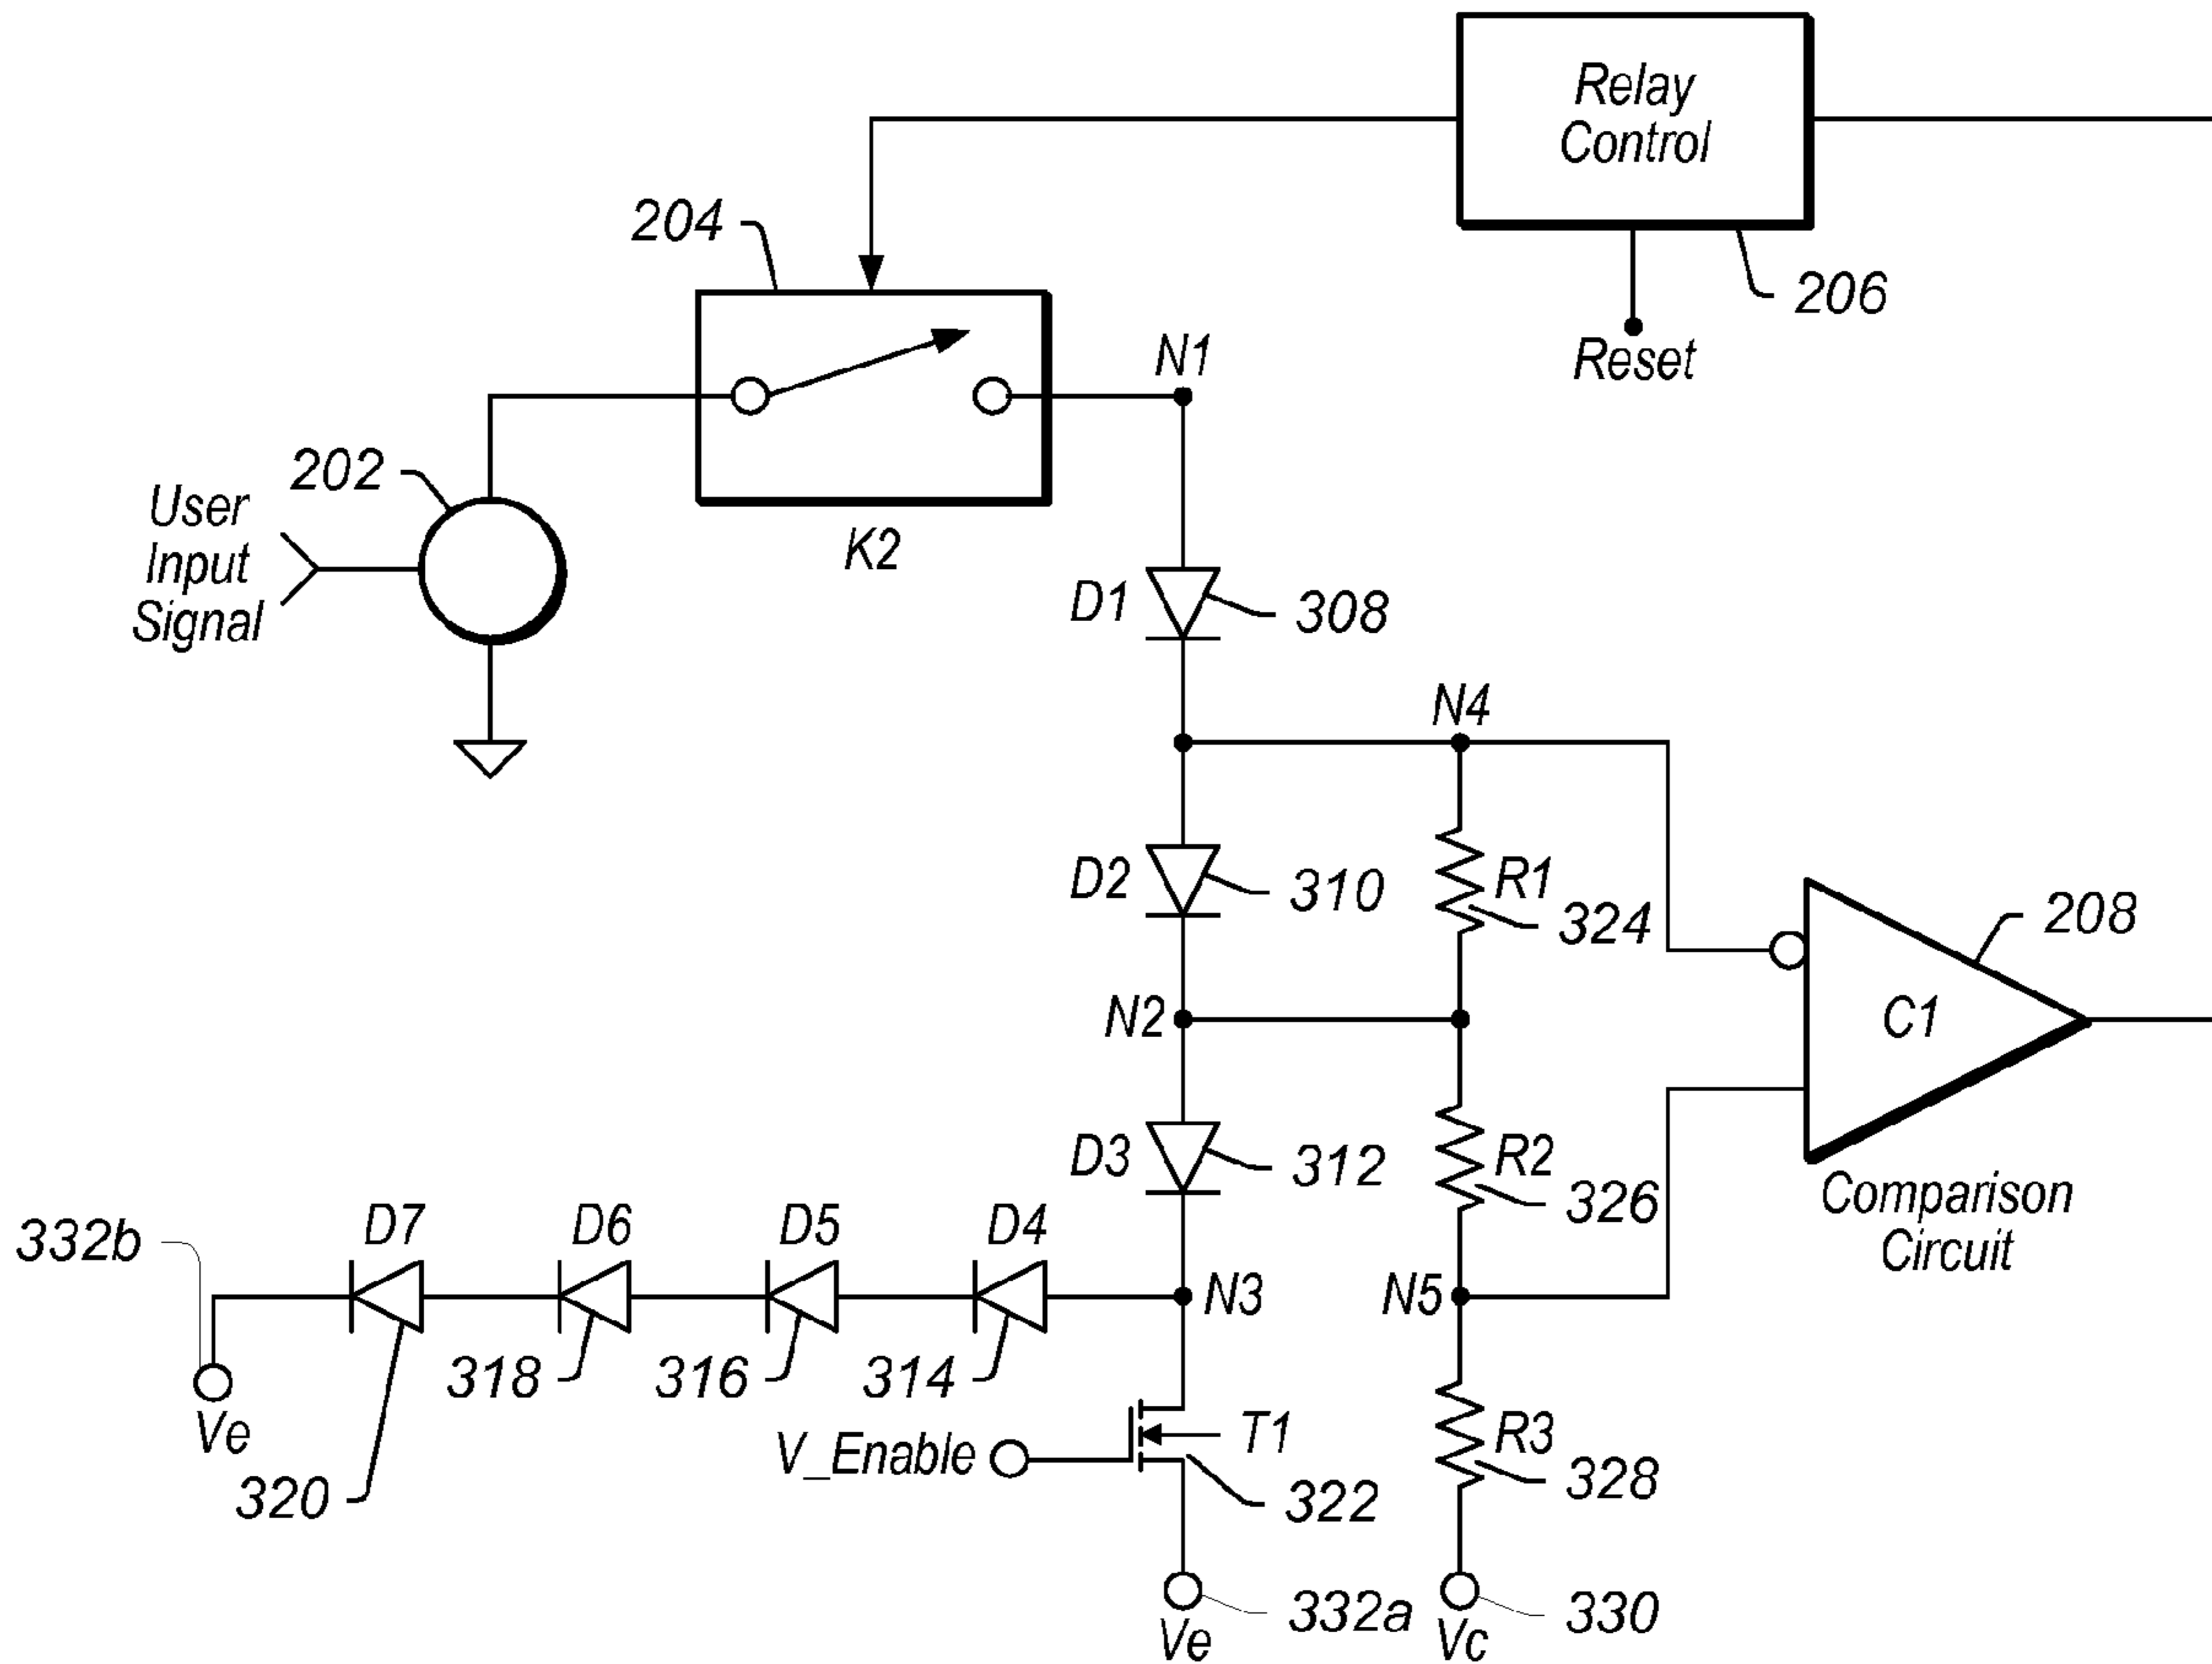 Relay
Control
204
206
Reset
N1
202
User
Input
Signal
K2
D1
308
N4
D2
310
R1
324
208
C1
N2
D3
312
R2
326
Comparison
Circuit
332b
D7
D6
D5
D4
N3
N5
318
316
314
Ve
320
V_Enable
T1
322
R3
328
332a
330
Ve
Vc